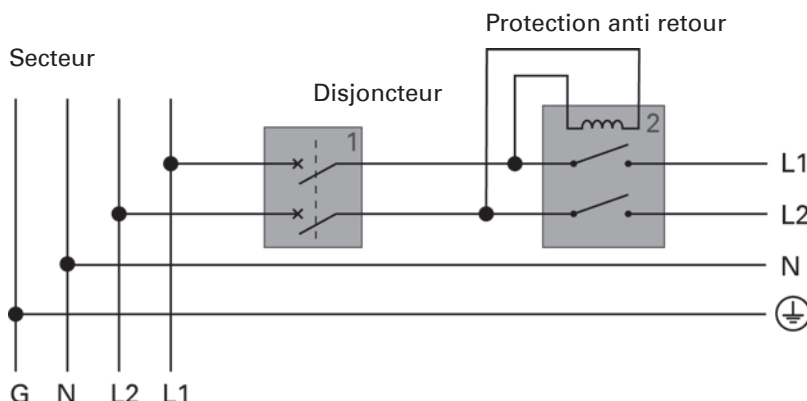 Protection anti retour
Secteur
Disjoncteur
1
2
L1
L2
N
G N L2 L1